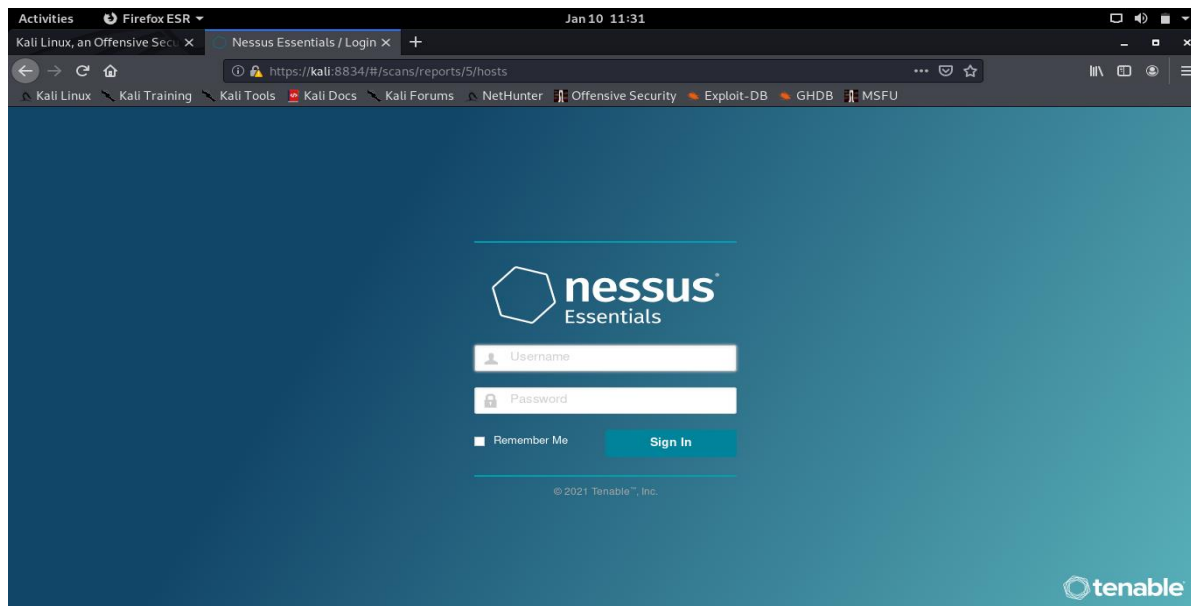 Activities Firefox ESR Jan 10 11:31
Kali Linux, an Offensive Secu Nessus Essentials / Login
https://kali:8834/#/scans/reports/5/hosts
Kali Linux Kali Training Kali Tools Kali Docs Kali Forums NetHunter Offensive Security Exploit-DB GHDB MSFU
nessus
Essentials
Username
Password
Remember Me Sign In
© 2021 Tenable™, Inc.
tenable